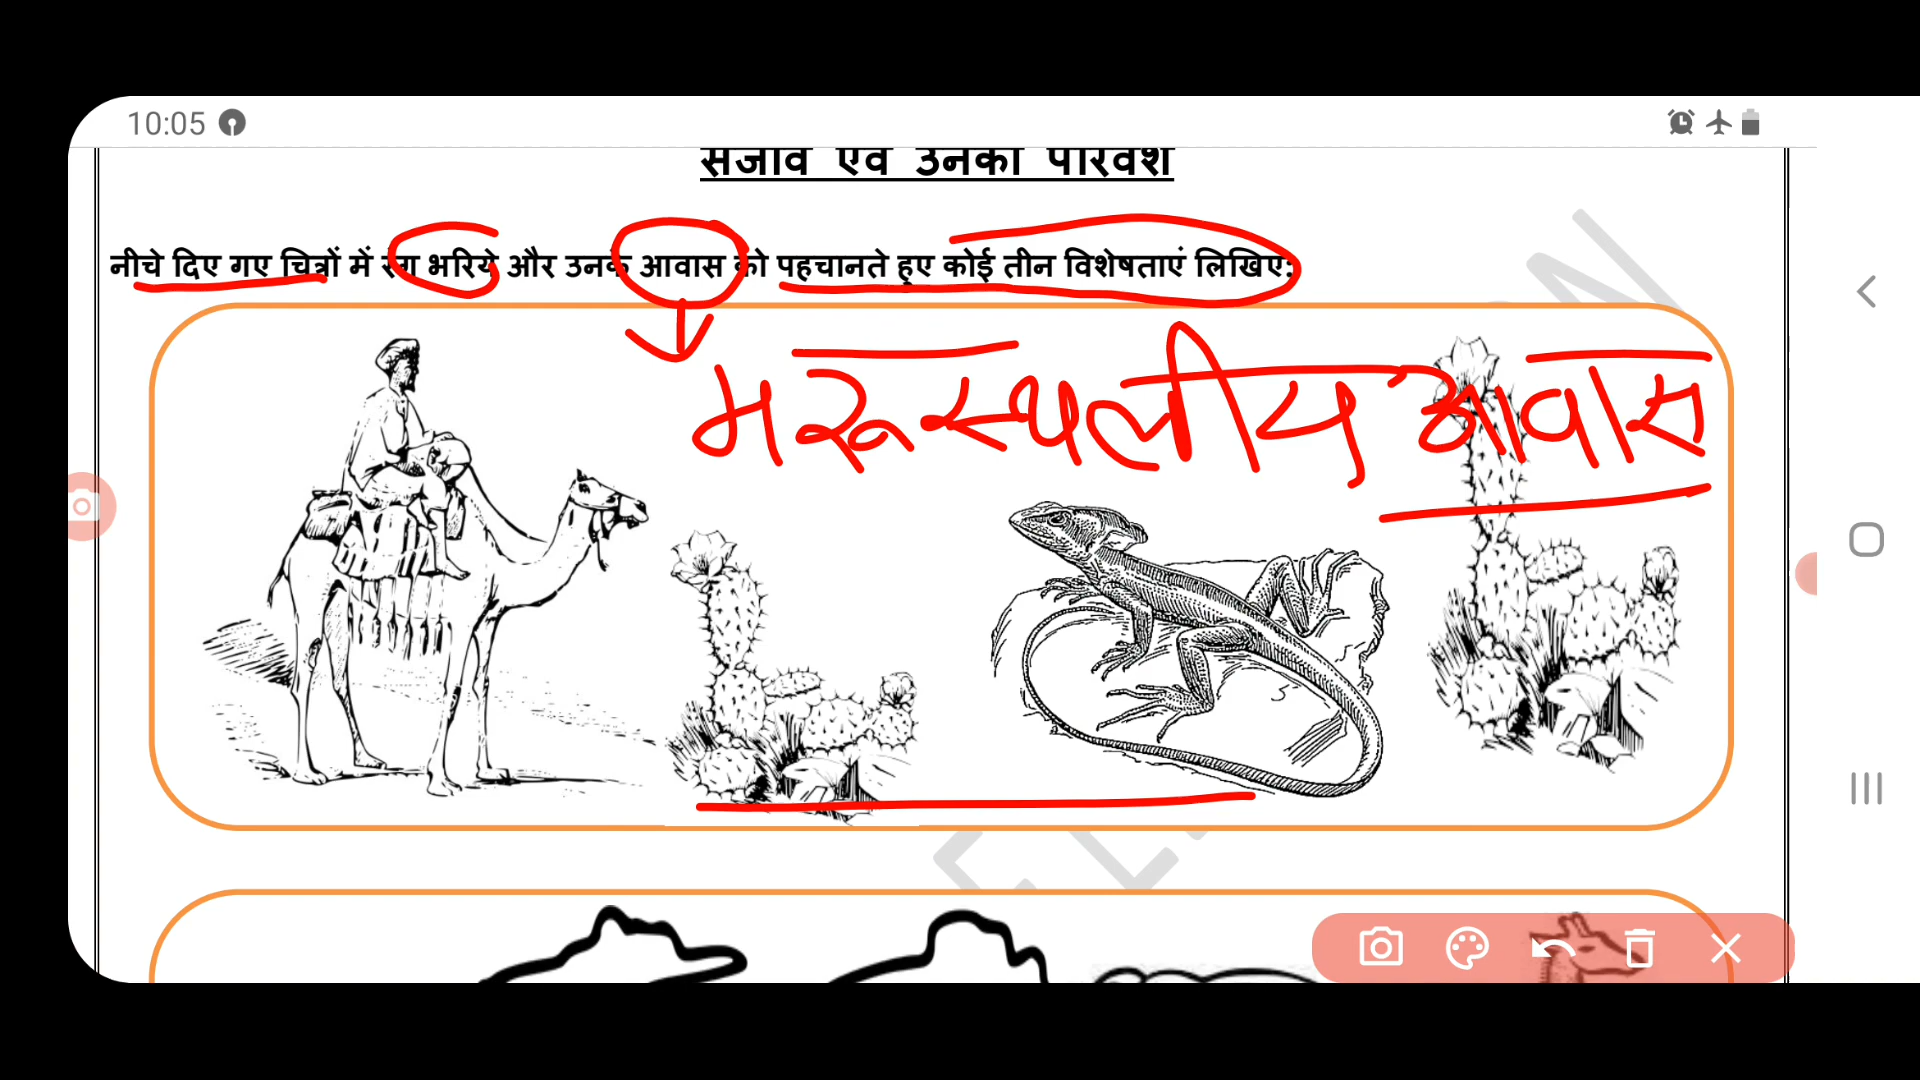 10:05
सजीव एवं उनका परिवेश
नीचे दिए गए चित्रों में रंग भरिये और उनके आवास को पहचानते हुए कोई तीन विशेषताएं लिखिए:
मरूस्थलीय आवास